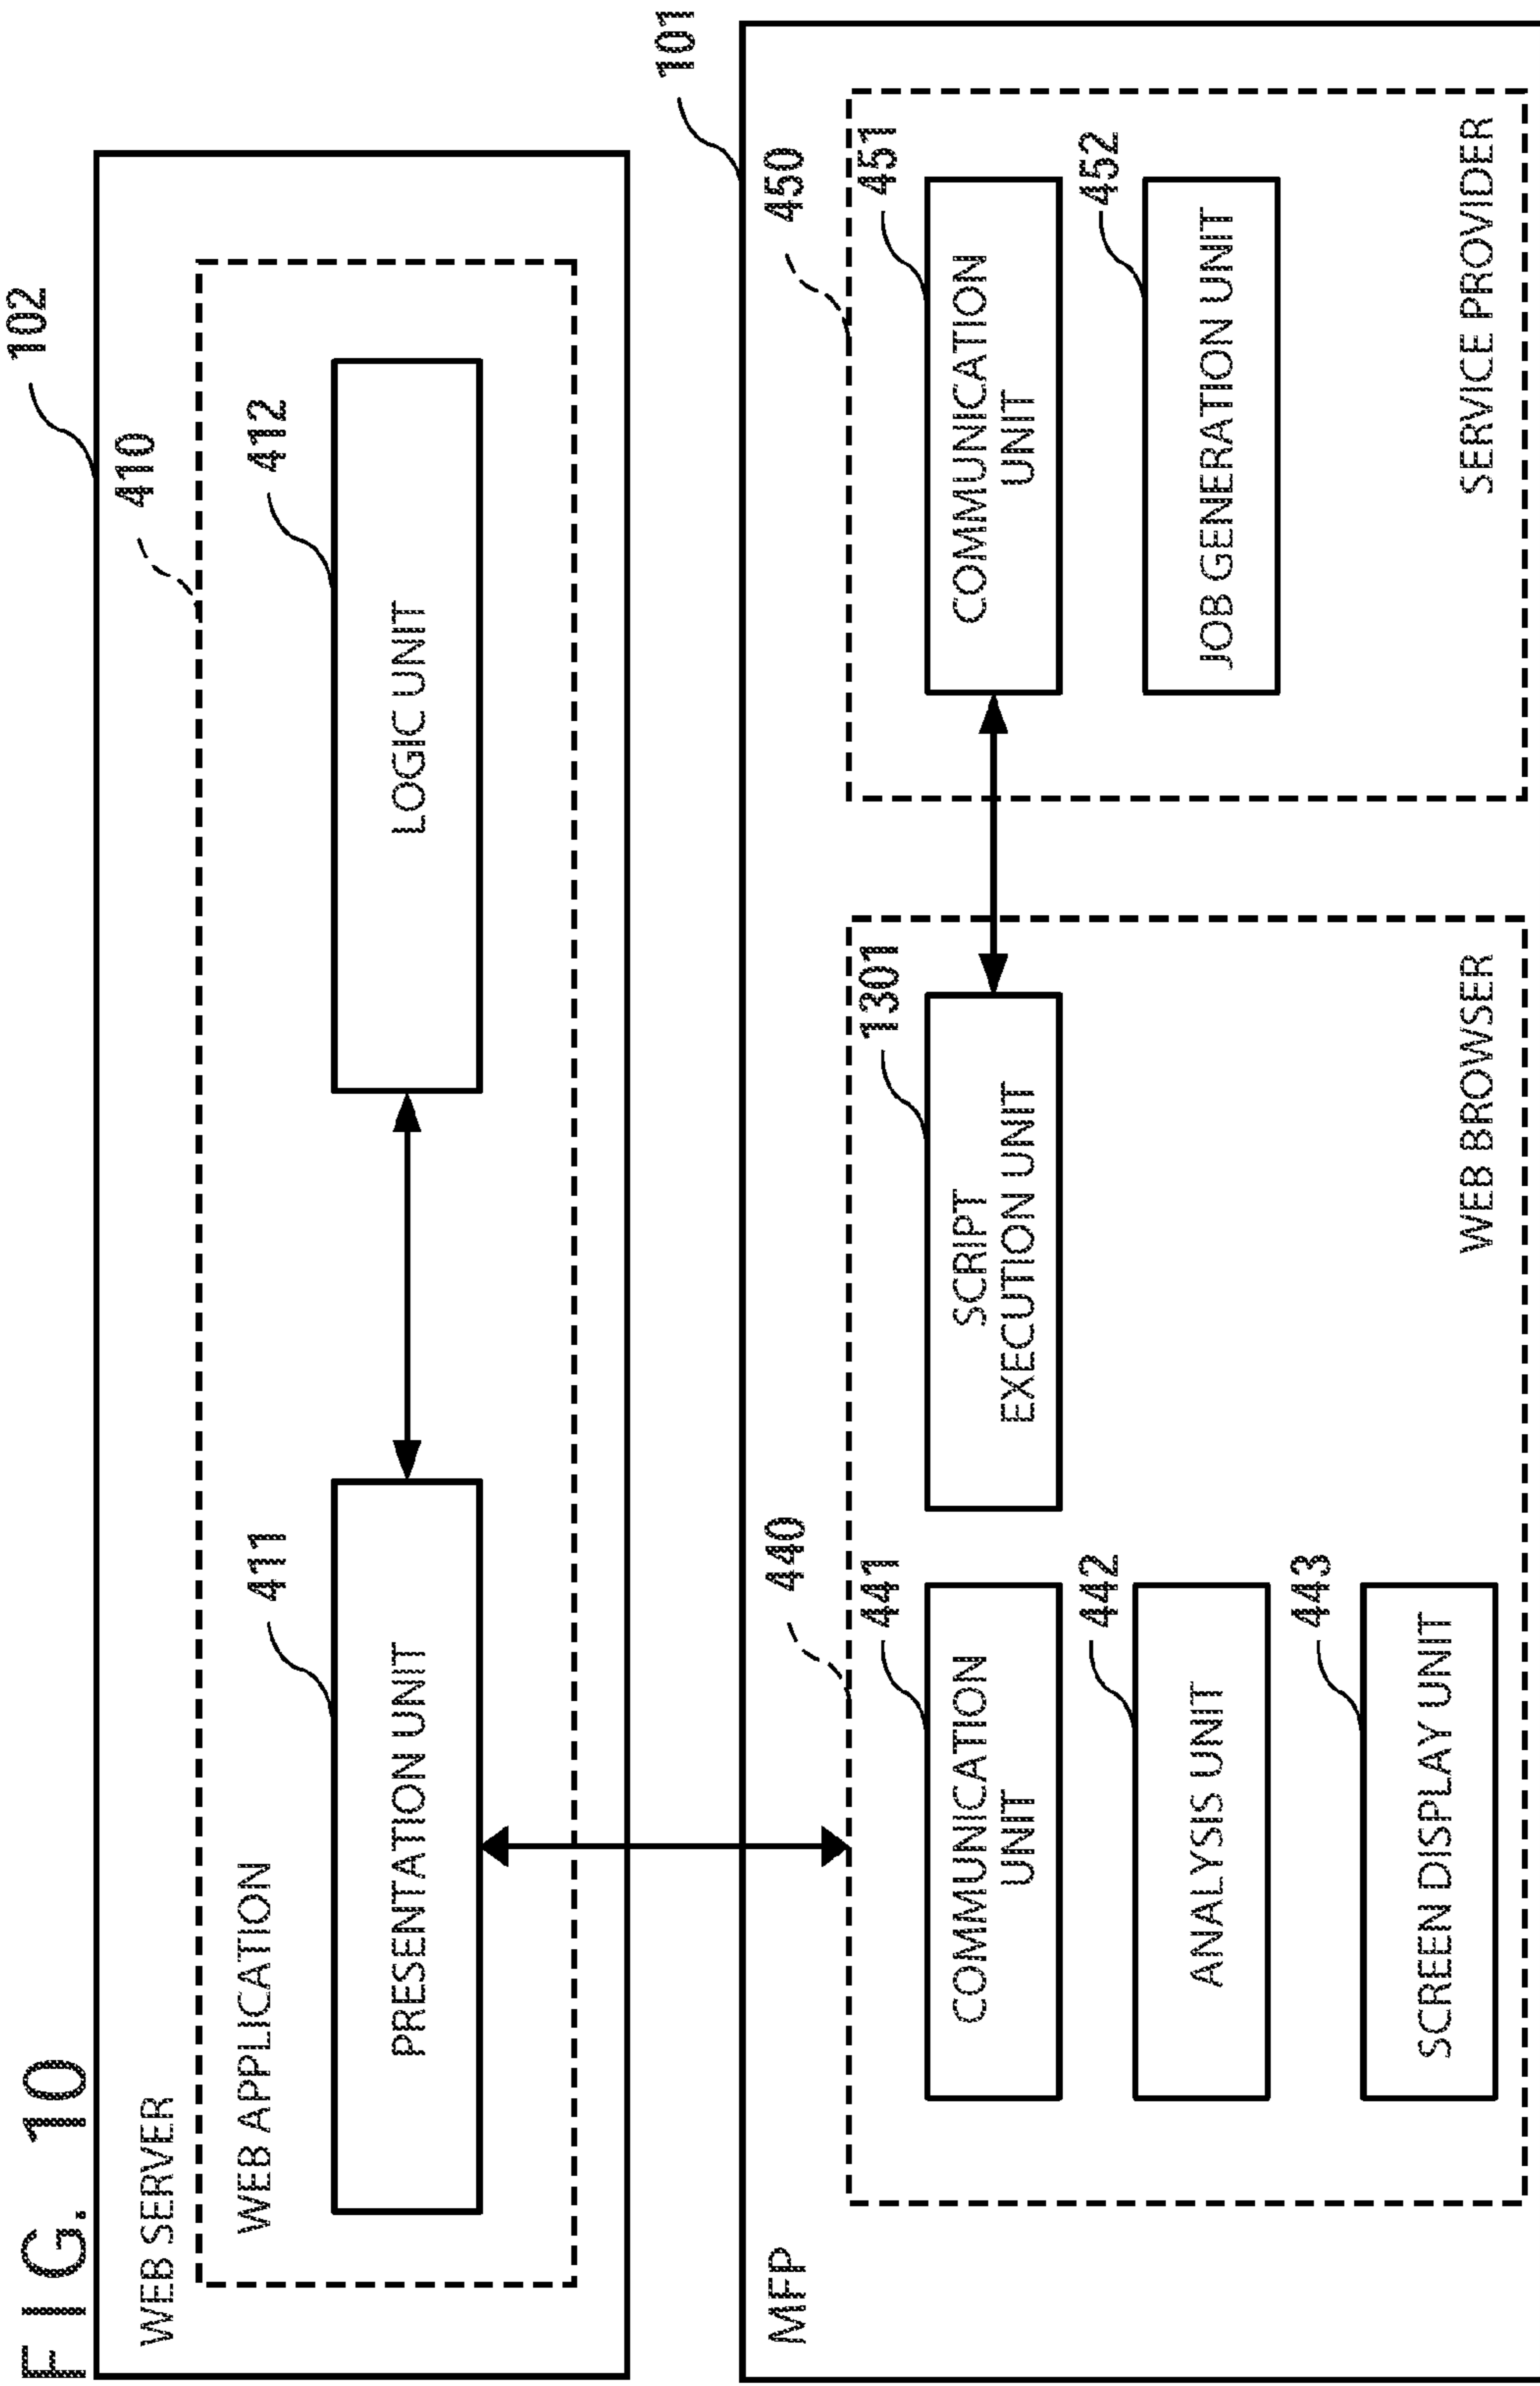 FIG. 10
WEB SERVER
102
WEB APPLICATION
410
411
PRESENTATION UNIT
412
LOGIC UNIT
MFP
101
440
441
COMMUNICATION
UNIT
442
ANALYSIS UNIT
443
SCREEN DISPLAY UNIT
1301
SCRIPT
EXECUTION UNIT
WEB BROWSER
450
451
COMMUNICATION
UNIT
452
JOB GENERATION UNIT
SERVICE PROVIDER